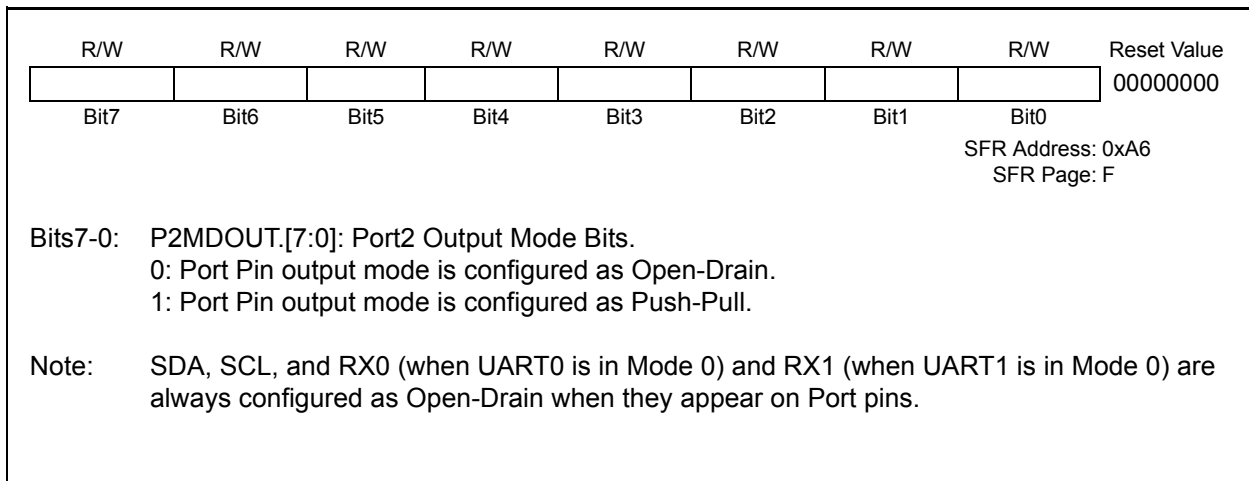 R/W R/W R/W R/W R/W R/W R/W R/W Reset Value
00000000
Bit7 Bit6 Bit5 Bit4 Bit3 Bit2 Bit1 Bit0
SFR Address: 0xA6
SFR Page: F
Bits7-0: P2MDOUT.[7:0]: Port2 Output Mode Bits.
0: Port Pin output mode is configured as Open-Drain.
1: Port Pin output mode is configured as Push-Pull.
Note: SDA, SCL, and RX0 (when UART0 is in Mode 0) and RX1 (when UART1 is in Mode 0) are
always configured as Open-Drain when they appear on Port pins.